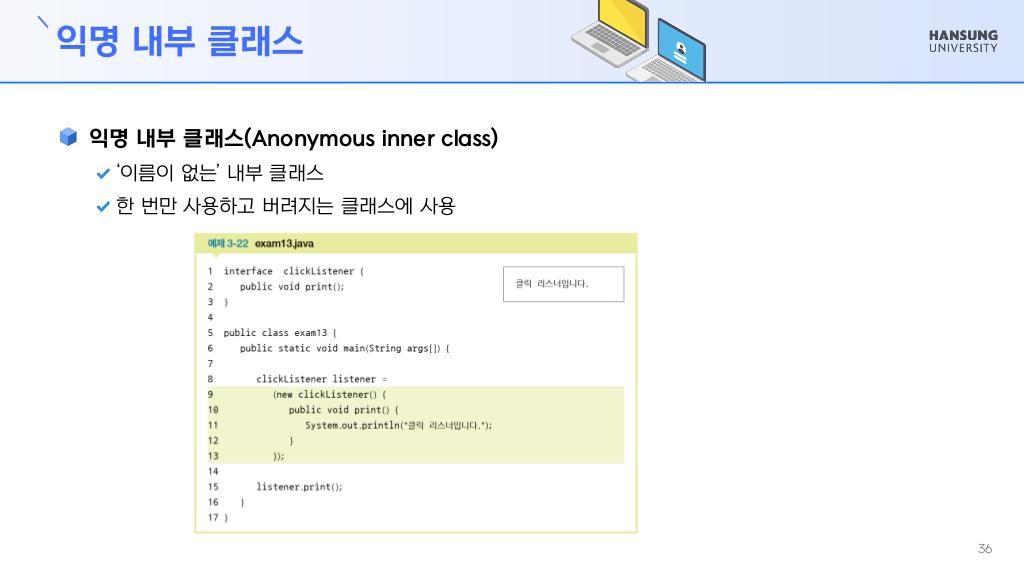 익명 내부 클래스
HANSUNG
UNIVERSITY
익명 내부 클래스(Anonymous inner class)
‘이름이 없는’ 내부 클래스
한 번만 사용하고 버려지는 클래스에 사용
예제 3-22 exam13.java
1 interface clickListener {
2 public void print();
3 }
클릭 리스너입니다.
4
5 public class exam13 {
6 public static void main(String args[]) {
7
8 clickListener listener =
9 (new clickListener() {
10 public void print() {
11 System.out.println("클릭 리스너입니다.");
12 }
13 });
14
15 listener.print();
16 }
17 }
36